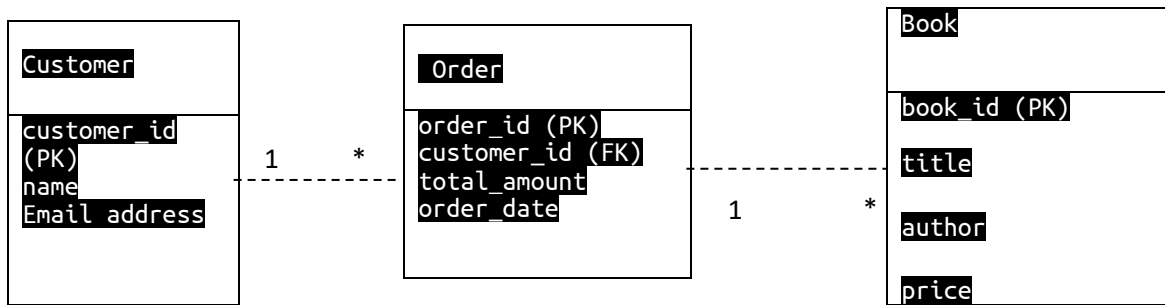 Customer
customer_id
(PK)
name
Email address
1 *
Order
order_id (PK)
customer_id (FK)
total_amount
order_date
1 *
Book
book_id (PK)
title
author
price